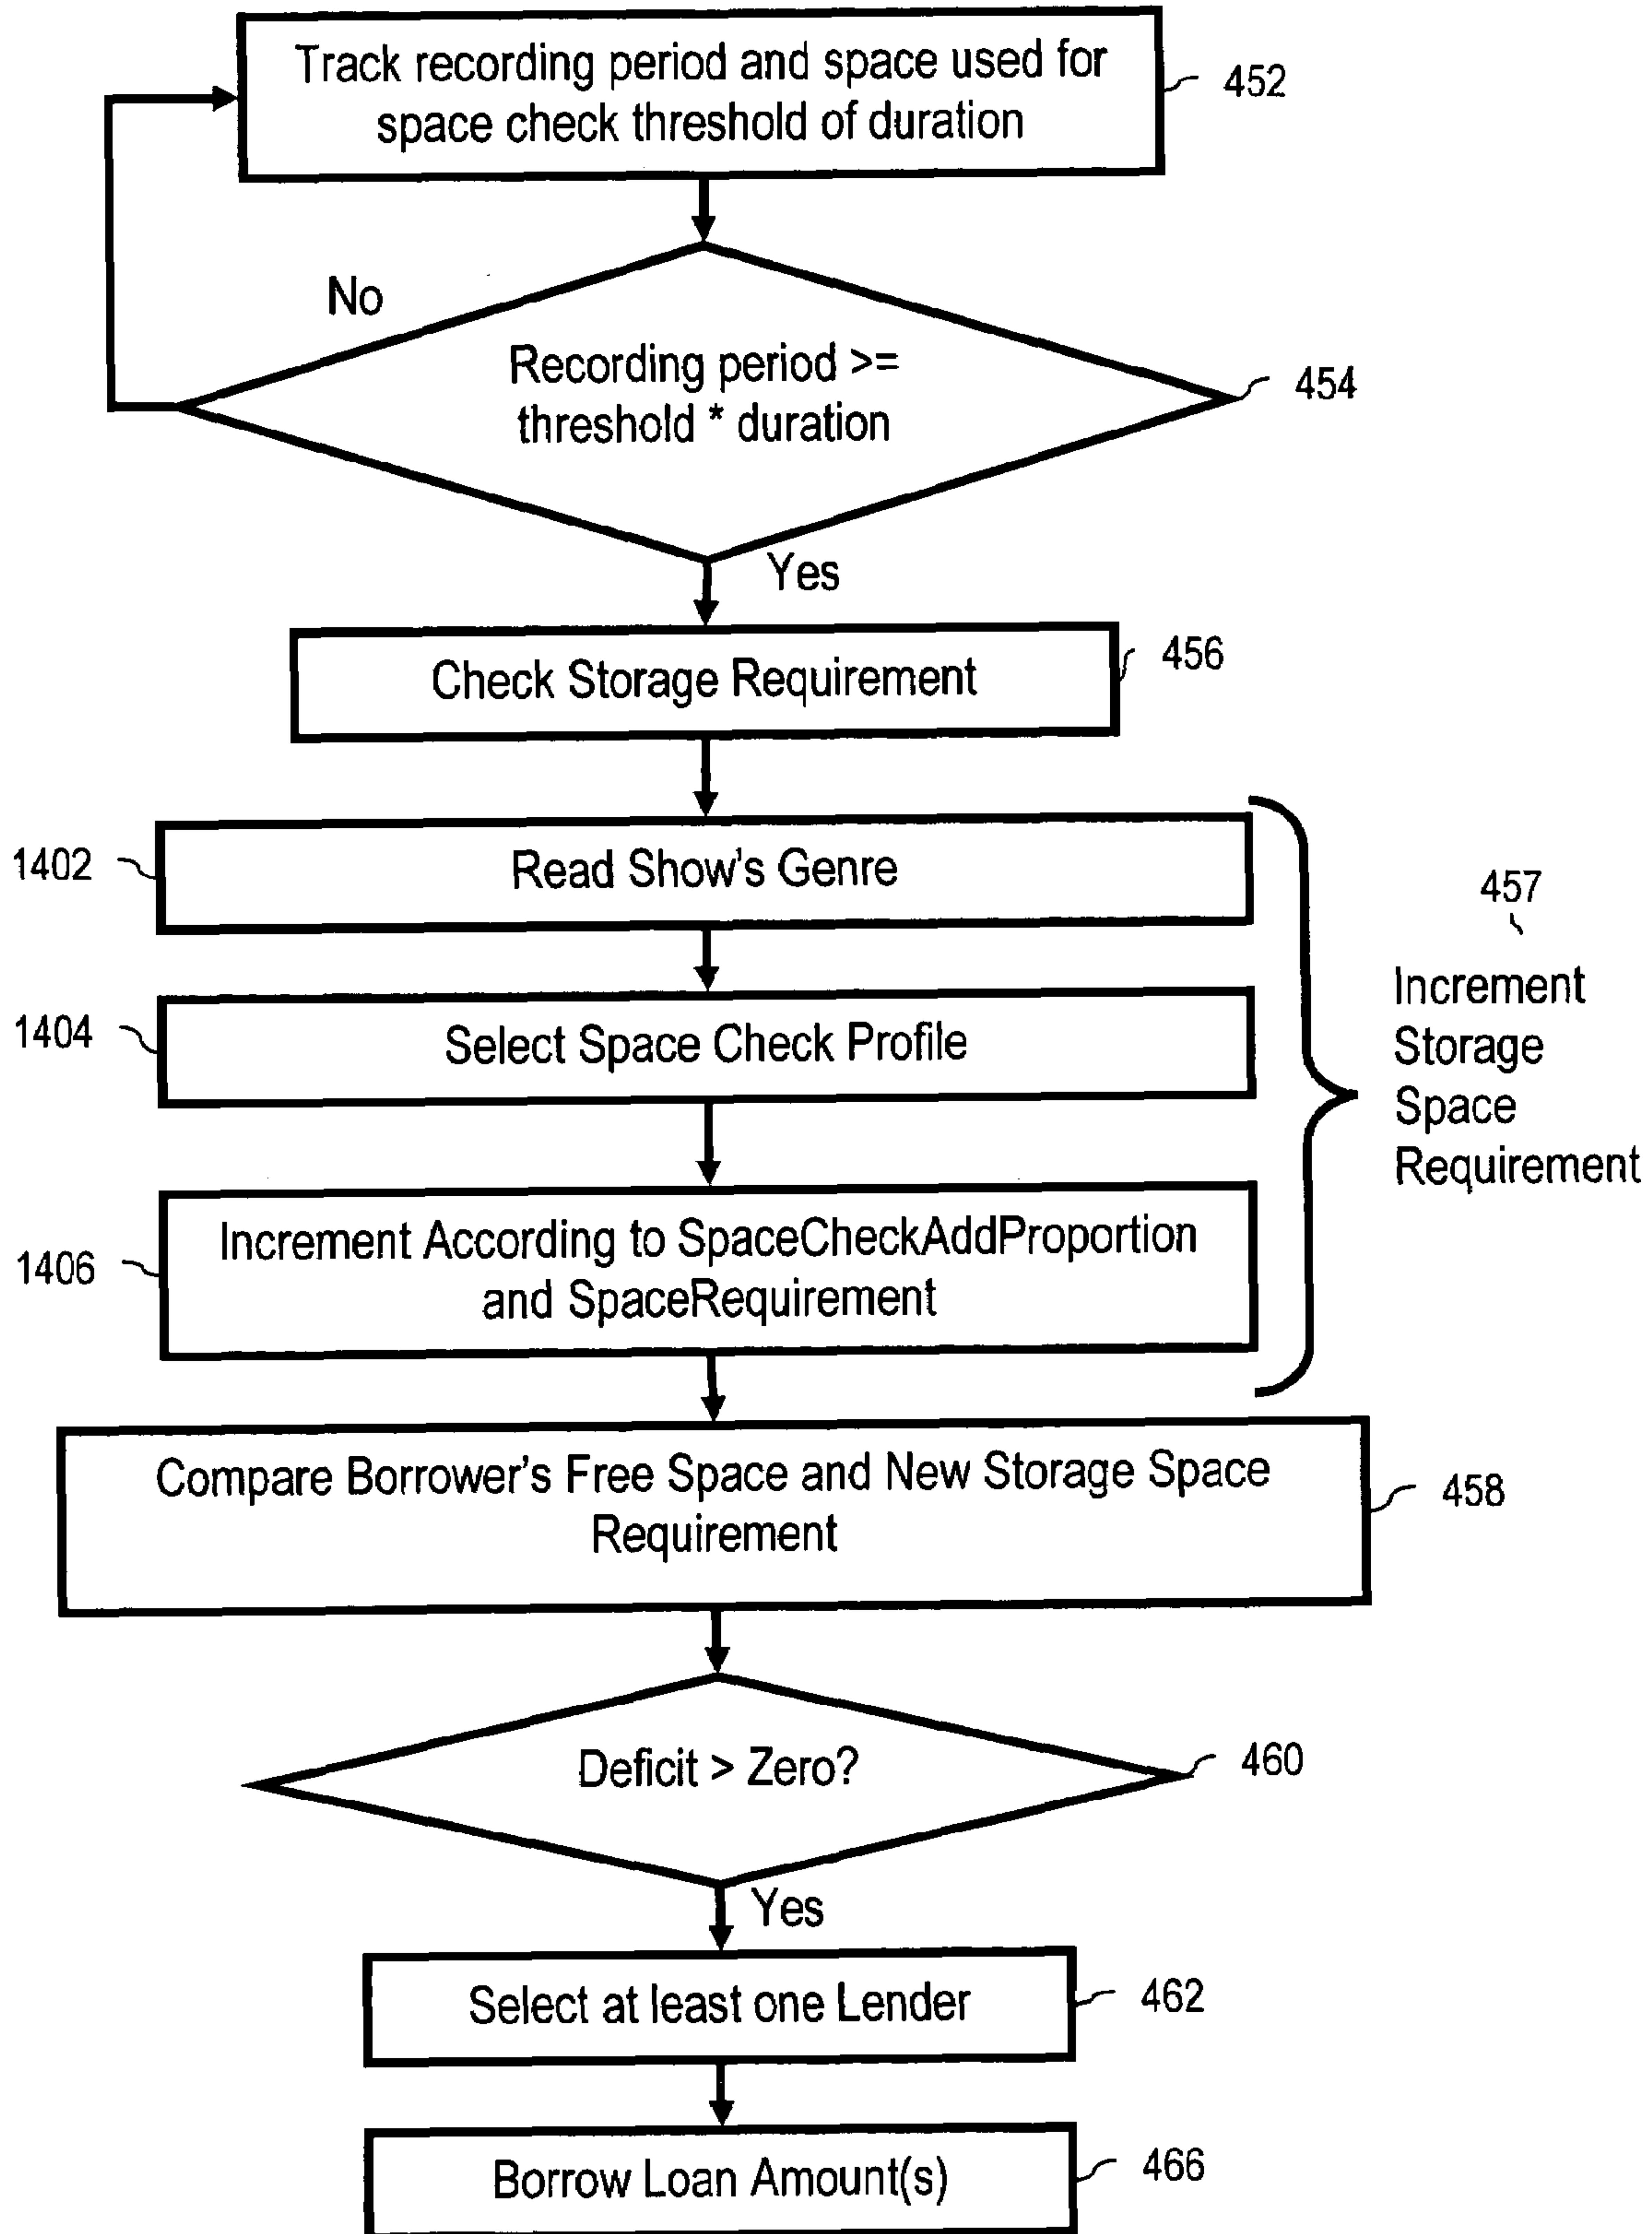 Track recording period and space used for
space check threshold of duration
452
No
Recording period >=
threshold * duration
454
Yes
Check Storage Requirement
456
1402
Read Show's Genre
457
1404
Select Space Check Profile
Increment
Storage
Space
Requirement
1406
Increment According to SpaceCheckAddProportion
and SpaceRequirement
Compare Borrower's Free Space and New Storage Space
Requirement
458
Deficit > Zero?
460
Yes
Select at least one Lender
462
Borrow Loan Amount(s)
466